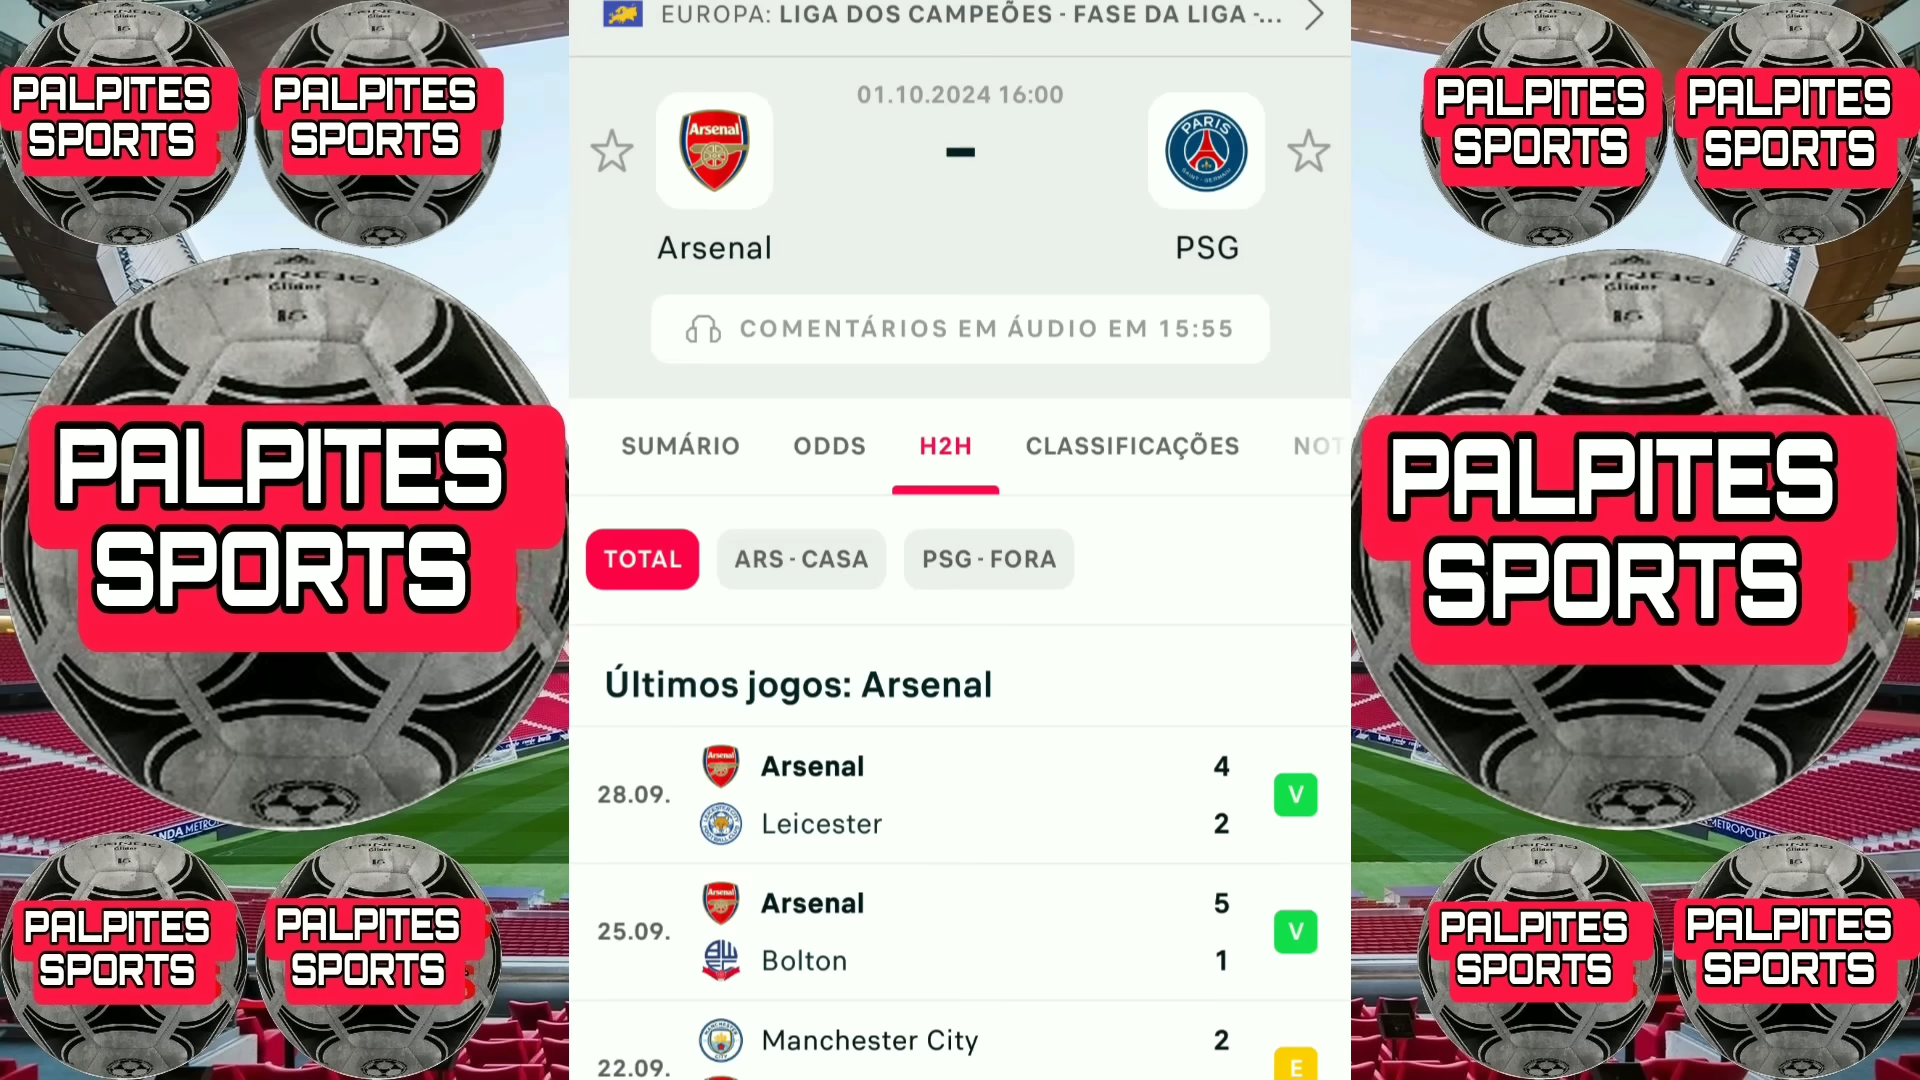 EUROPA: LIGA DOS CAMPEÕES - FASE DA LIGA -...
01.10.2024 16:00
Arsenal
PARIS
SAINT-GERMAIN
Arsenal
PSG
COMENTÁRIOS EM ÁUDIO EM 15:55
SUMÁRIO ODDS H2H CLASSIFICAÇÕES NOT
TOTAL ARS - CASA PSG - FORA
Últimos jogos: Arsenal
28.09.
Arsenal 4
Leicester 2
V
25.09.
Arsenal 5
Bolton 1
V
22.09.
Manchester City 2
E
PALPITES
SPORTS
PALPITES
SPORTS
PALPITES
SPORTS
PALPITES
SPORTS
PALPITES
SPORTS
PALPITES
SPORTS
PALPITES
SPORTS
PALPITES
SPORTS
PALPITES
SPORTS
PALPITES
SPORTS